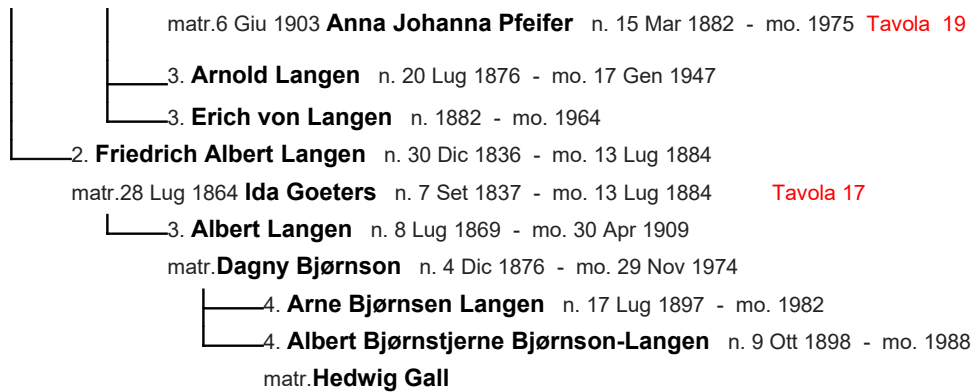 matr.6 Giu 1903 Anna Johanna Pfeifer n. 15 Mar 1882 - mo. 1975 Tavola 19
3. Arnold Langen n. 20 Lug 1876 - mo. 17 Gen 1947
3. Erich von Langen n. 1882 - mo. 1964
2. Friedrich Albert Langen n. 30 Dic 1836 - mo. 13 Lug 1884
matr.28 Lug 1864 Ida Goeters n. 7 Set 1837 - mo. 13 Lug 1884 Tavola 17
3. Albert Langen n. 8 Lug 1869 - mo. 30 Apr 1909
matr.Dagny Bjørnson n. 4 Dic 1876 - mo. 29 Nov 1974
4. Arne Bjørnsen Langen n. 17 Lug 1897 - mo. 1982
4. Albert Bjørnstjerne Bjørnson-Langen n. 9 Ott 1898 - mo. 1988
matr.Hedwig Gall